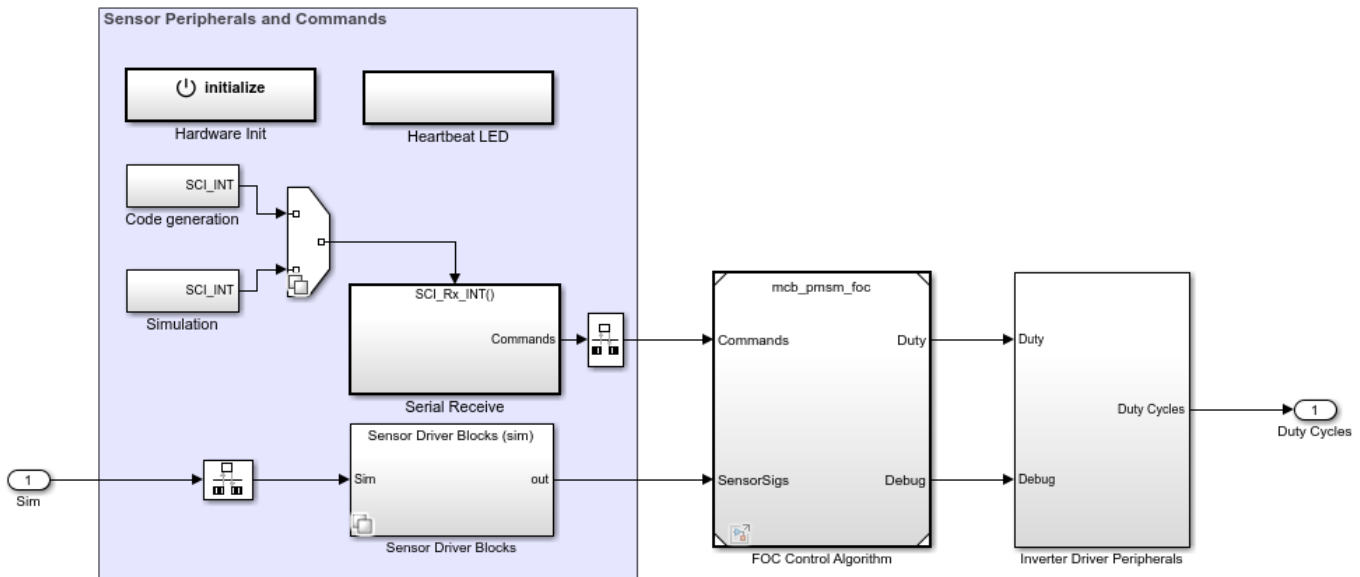 Sensor Peripherals and Commands
initialize
Hardware Init
Heartbeat LED
SCI_INT
Code generation
SCI_INT
Simulation
SCI_Rx_INT()
Commands
Serial Receive
mcb_pmsm_foc
Commands
Duty
SensorSigs
Debug
FOC Control Algorithm
Duty
Duty Cycles
Debug
Inverter Driver Peripherals
1
Duty Cycles
1
Sim
Sensor Driver Blocks (sim)
Sim
out
Sensor Driver Blocks